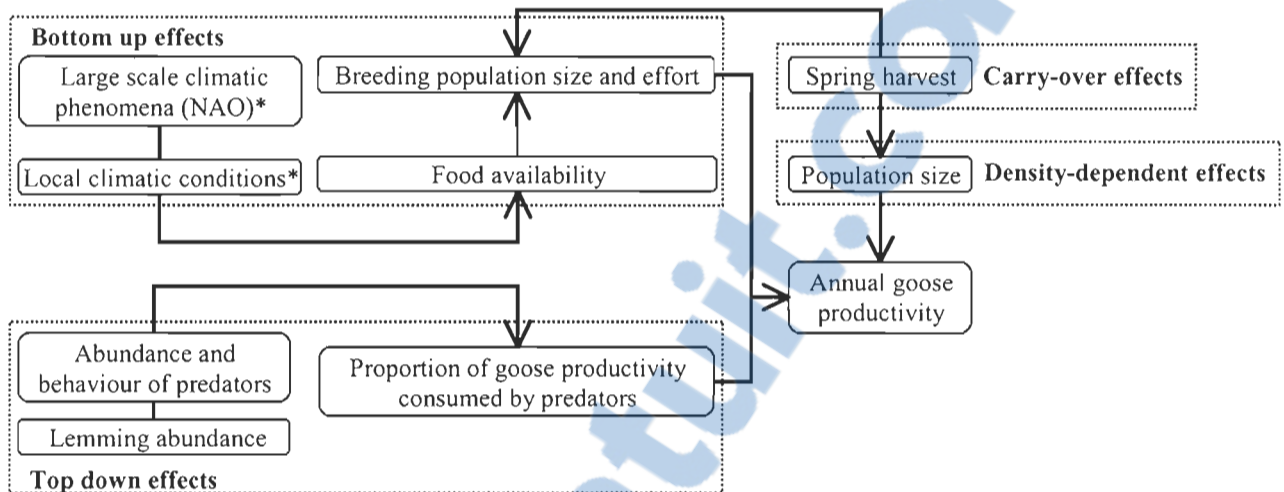 Bottom up effects
Large scale climatic
phenomena (NAO)*
Local climatic conditions*
Breeding population size and effort
Food availability
Spring harvest
Carry-over effects
Population size
Density-dependent effects
Annual goose
productivity
Abundance and
behaviour of predators
Lemming abundance
Proportion of goose productivity
consumed by predators
Top down effects